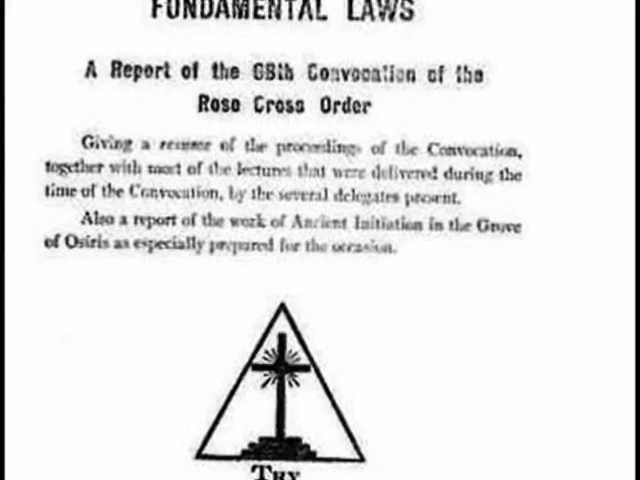 FUNDAMENTAL LAWS
A Report of the 68th Convocation of the
Rose Cross Order
Giving a resume of the proceedings of the Convocation,
together with most of the lectures that were delivered during the
time of the Convocation, by the several delegates present.
Also a report of the work of Ancient Initiation in the Grove
of Osiris as especially prepared for the occasion.
TRY